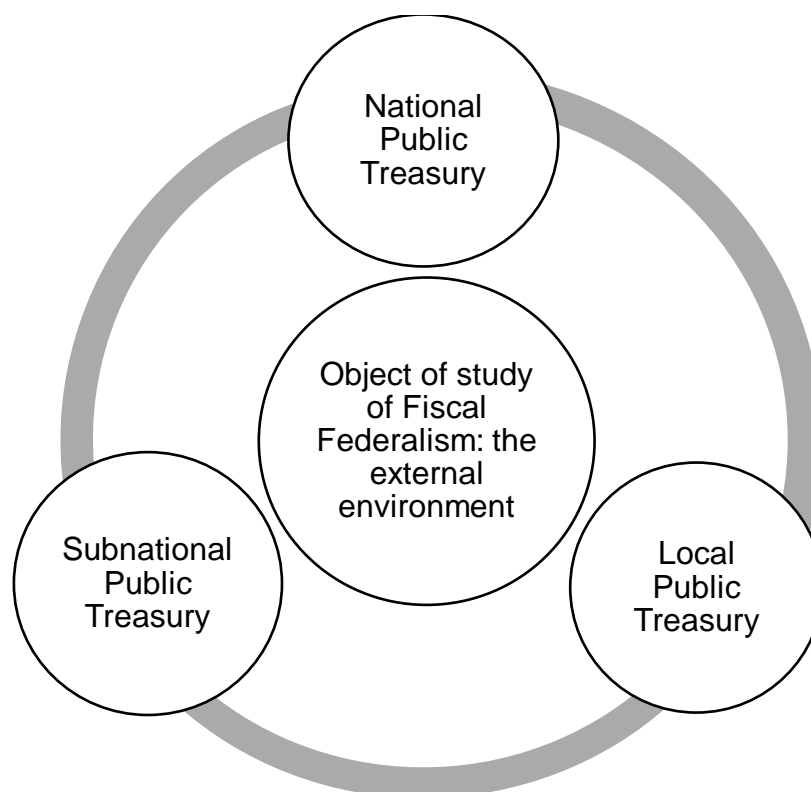 National
Public
Treasury
Object of study
of Fiscal
Federalism: the
external
environment
Subnational
Public
Treasury
Local
Public
Treasury